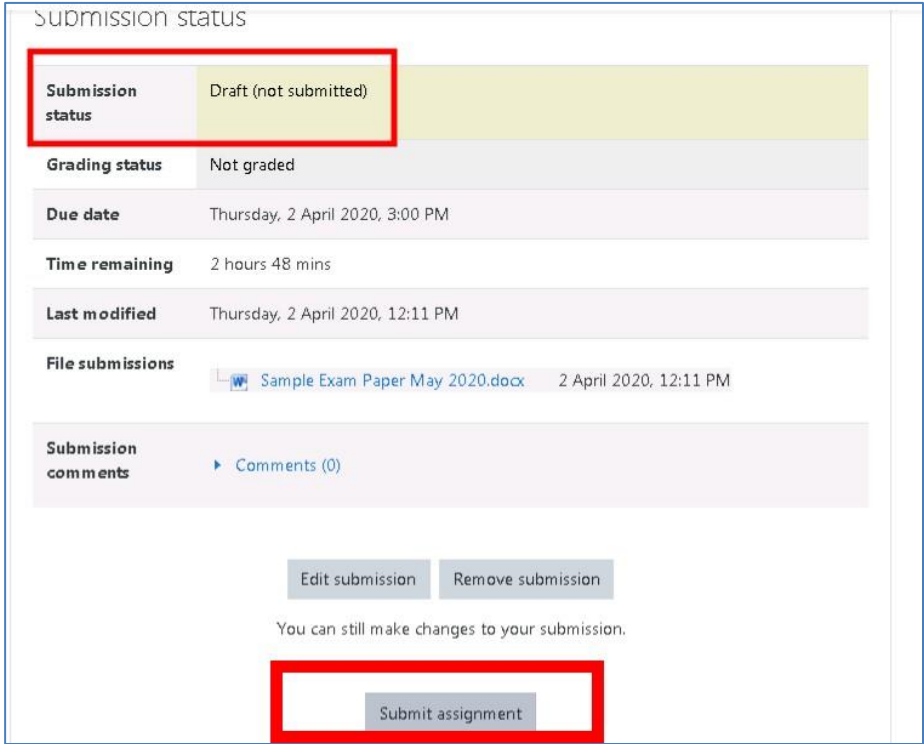 Submission status
Submission
status
Draft (not submitted)
Grading status Not graded
Due date Thursday, 2 April 2020, 3:00 PM
Time remaining 2 hours 48 mins
Last modified Thursday, 2 April 2020, 12:11 PM
File submissions
Sample Exam Paper May 2020.docx 2 April 2020, 12:11 PM
Submission
comments
Comments (0)
Edit submission Remove submission
You can still make changes to your submission.
Submit assignment